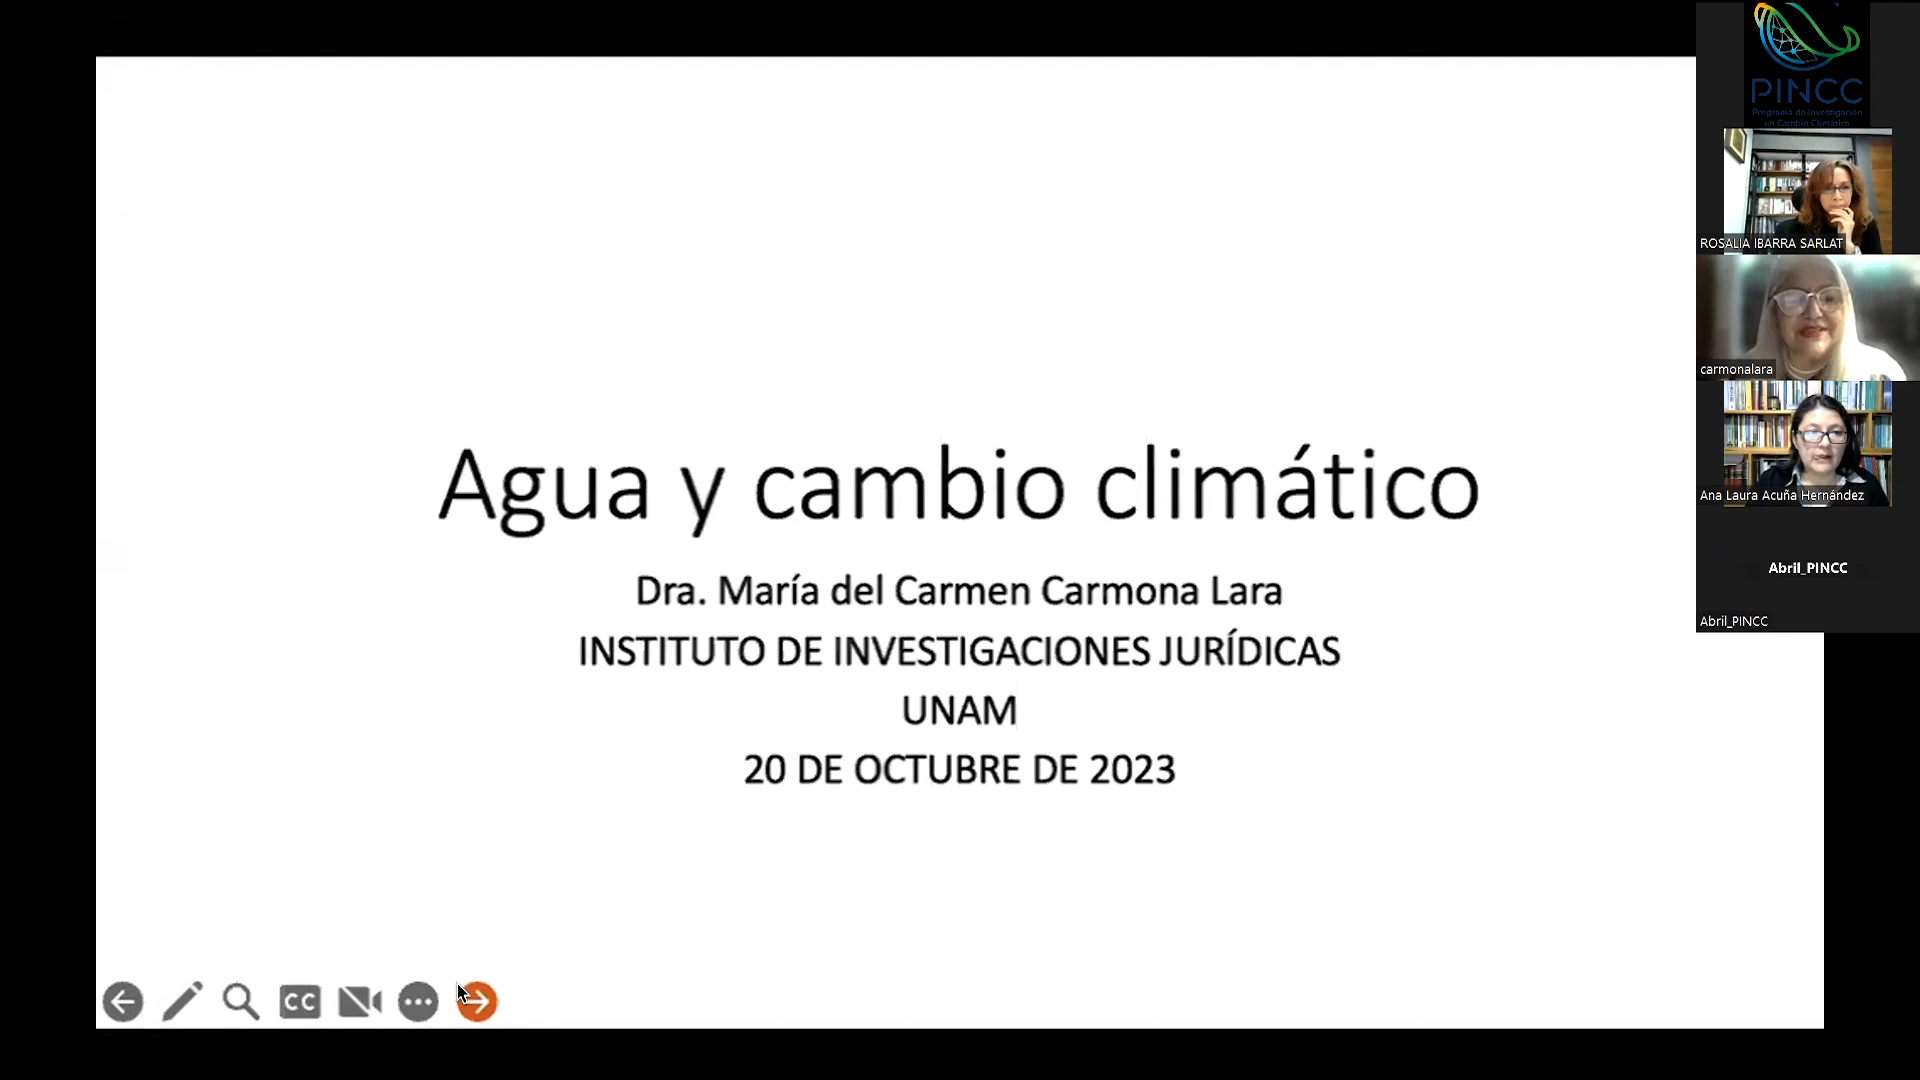 Agua y cambio climático
Dra. María del Carmen Carmona Lara
INSTITUTO DE INVESTIGACIONES JURÍDICAS
UNAM
20 DE OCTUBRE DE 2023
CC
PINCC
Programa de Investigación
en Cambio Climático
ROSALIA IBARRA SARLAT
carmonalara
Ana Laura Acuña Hernández
Abril_PINCC
Abril_PINCC